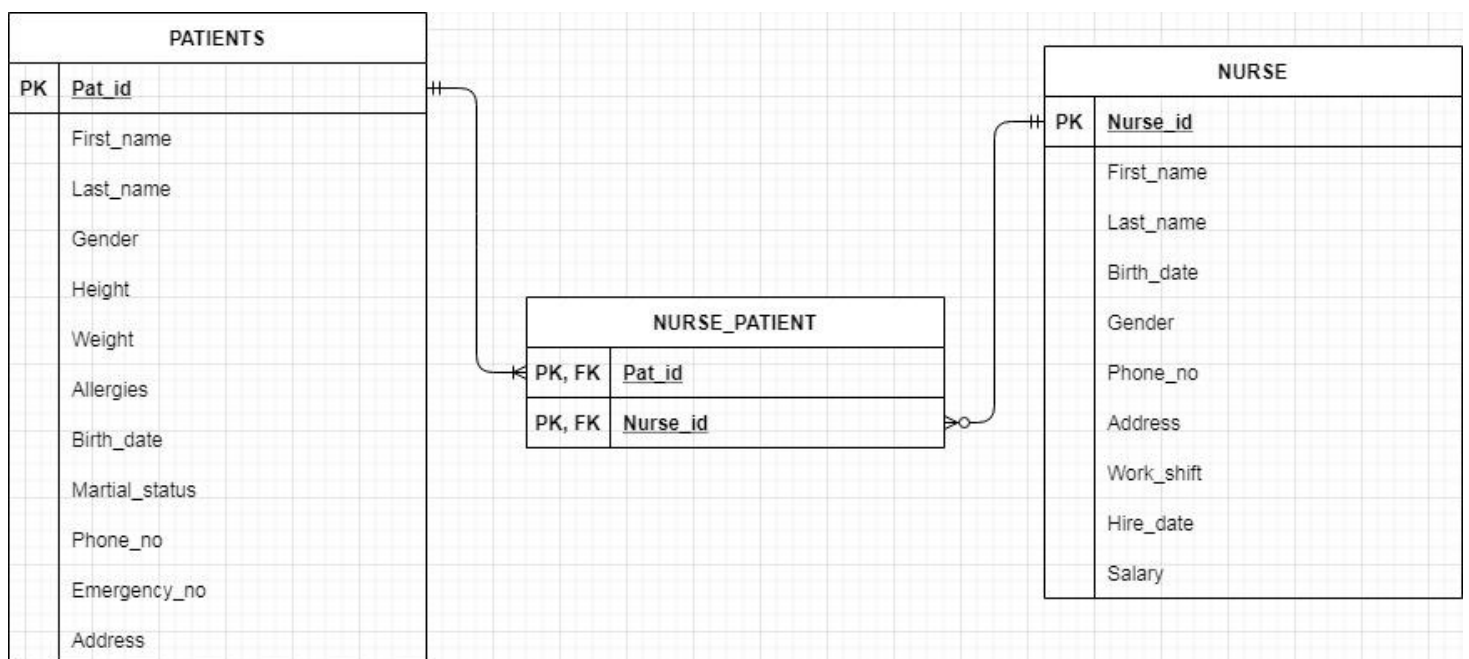 PATIENTS
PK Pat_id
First_name
Last_name
Gender
Height
Weight
Allergies
Birth_date
Martial_status
Phone_no
Emergency_no
Address
NURSE_PATIENT
PK, FK Pat_id
PK, FK Nurse_id
NURSE
PK Nurse_id
First_name
Last_name
Birth_date
Gender
Phone_no
Address
Work_shift
Hire_date
Salary